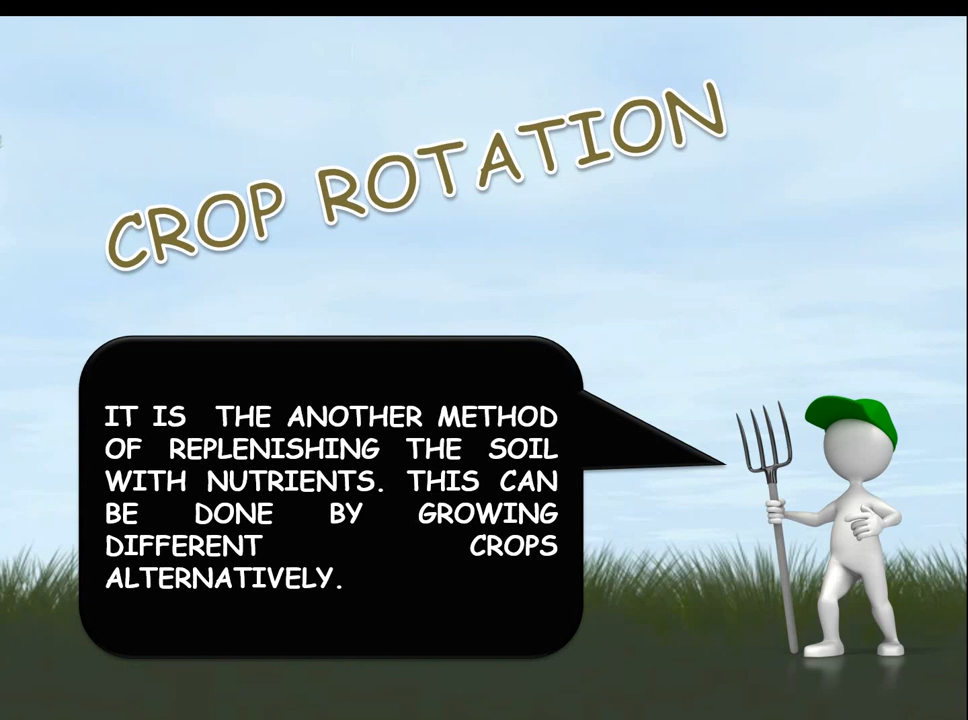 CROP ROTATION
IT IS THE ANOTHER METHOD
OF REPLENISHING THE SOIL
WITH NUTRIENTS. THIS CAN
BE DONE BY GROWING
DIFFERENT CROPS
ALTERNATIVELY.